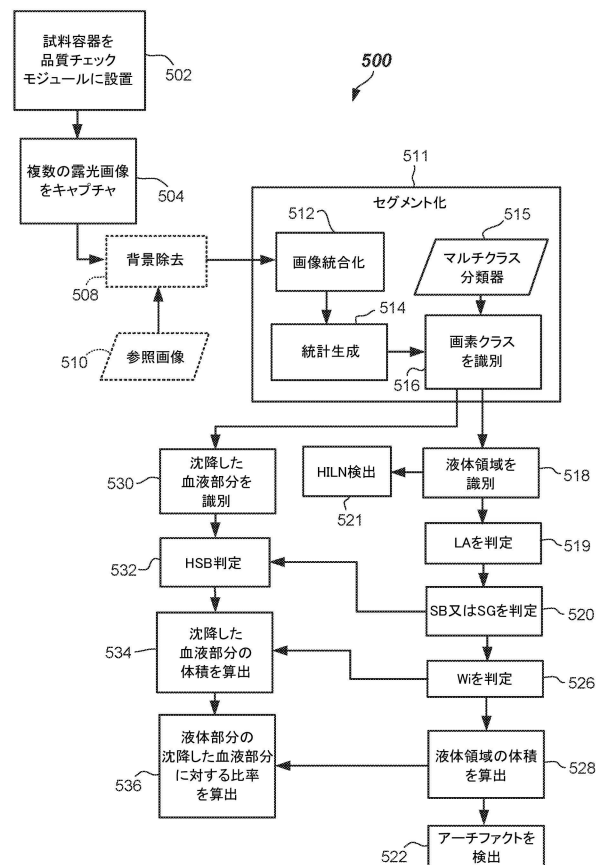 試料容器を
品質チェック
モジュールに設置
502
500
複数の露光画像
をキャプチャ
504
511
セグメント化
512
画像統合化
515
マルチクラス
分類器
背景除去
508
510
参照画像
514
統計生成
画素クラス
を識別
516
沈降した
血液部分を
識別
530
HILN検出
521
液体領域を
識別
518
LAを判定
519
HSB判定
532
SB又はSGを判定
520
沈降した
血液部分の
体積を算出
534
Wiを判定
526
液体部分の
沈降した血液部分
に対する比率
を算出
536
液体領域の体積
を算出
528
アーチファクトを
検出
522